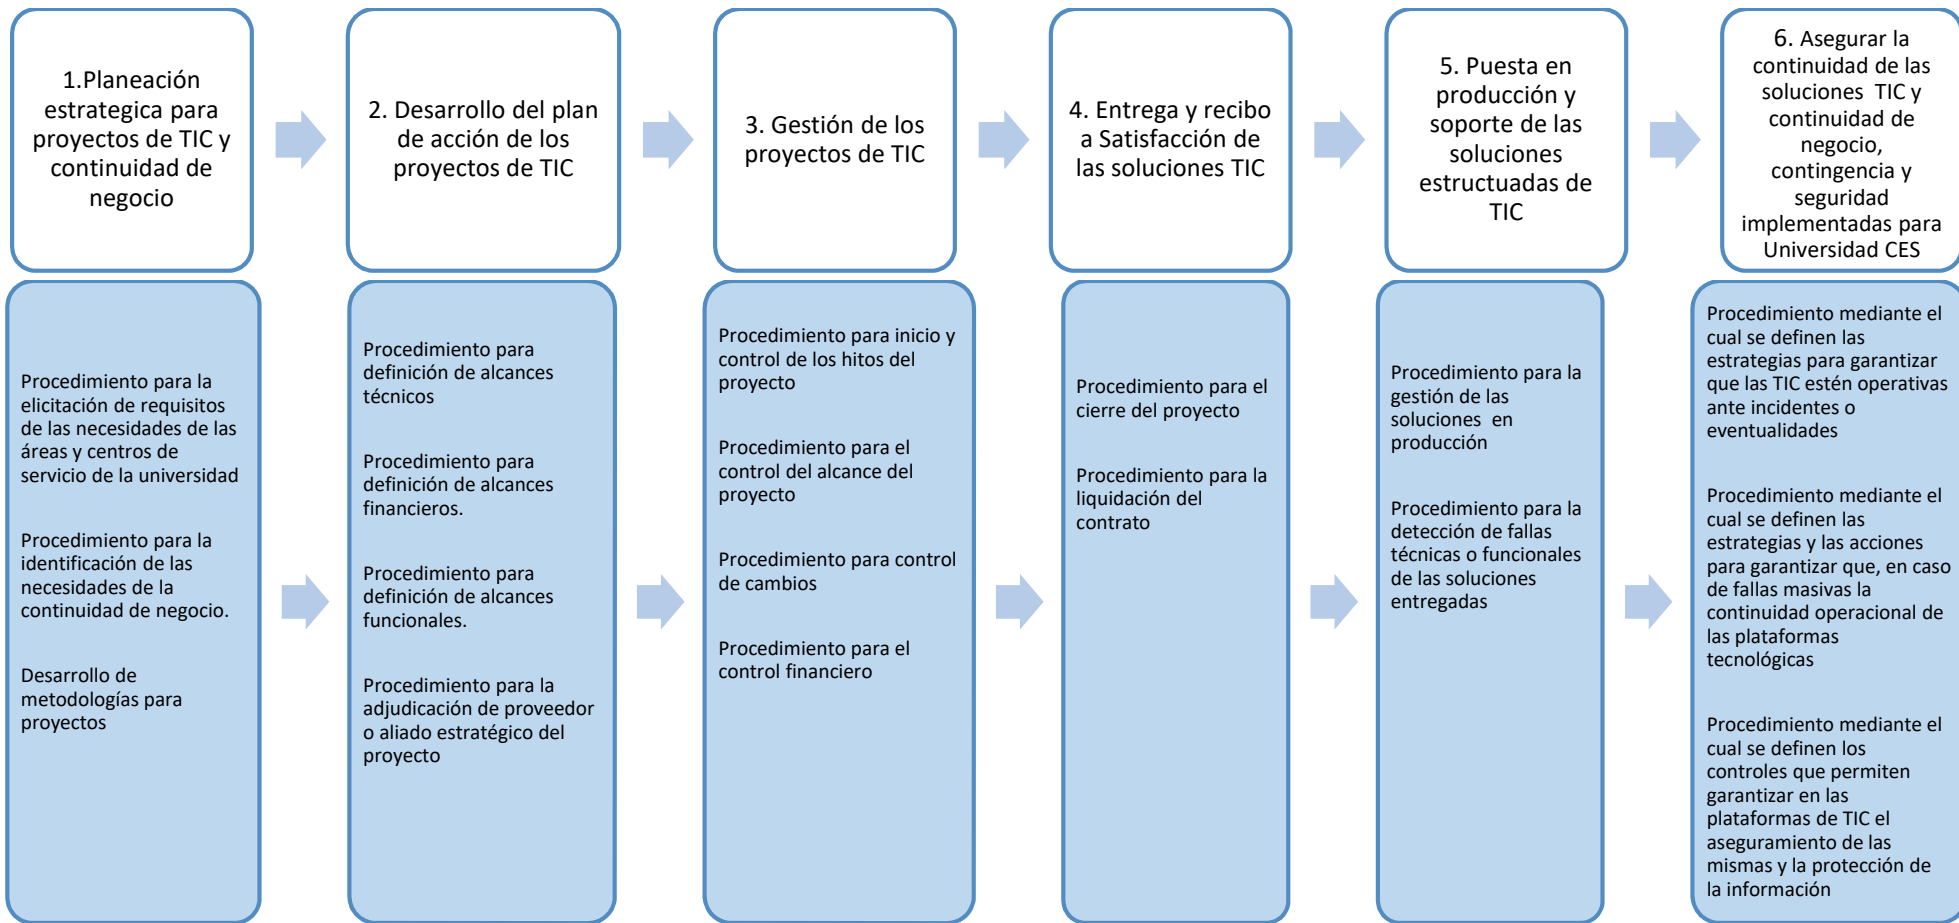 1.Planeación
estrategica para
proyectos de TIC y
continuidad de
negocio
2. Desarrollo del plan
de acción de los
proyectos de TIC
3. Gestión de los
proyectos de TIC
4. Entrega y recibo
a Satisfacción de
las soluciones TIC
5. Puesta en
producción y
soporte de las
soluciones
estructuadas de
TIC
6. Asegurar la
continuidad de las
soluciones TIC y
continuidad de
negocio,
contingencia y
seguridad
implementadas para
Universidad CES
Procedimiento para la
elicitación de requisitos
de las necesidades de las
áreas y centros de
servicio de la universidad
Procedimiento para la
identificación de las
necesidades de la
continuidad de negocio.
Desarrollo de
metodologías para
proyectos
Procedimiento para
definición de alcances
técnicos
Procedimiento para
definición de alcances
financieros.
Procedimiento para
definición de alcances
funcionales.
Procedimiento para la
adjudicación de proveedor
o aliado estratégico del
proyecto
Procedimiento para inicio y
control de los hitos del
proyecto
Procedimiento para el
control del alcance del
proyecto
Procedimiento para control
de cambios
Procedimiento para el
control financiero
Procedimiento para el
cierre del proyecto
Procedimiento para la
liquidación del
contrato
Procedimiento para la
gestión de las
soluciones en
producción
Procedimiento para la
detección de fallas
técnicas o funcionales
de las soluciones
entregadas
Procedimiento mediante el
cual se definen las
estrategias para garantizar
que las TIC estén operativas
ante incidentes o
eventualidades
Procedimiento mediante el
cual se definen las
estrategias y las acciones
para garantizar que, en caso
de fallas masivas la
continuidad operacional de
las plataformas
tecnológicas
Procedimiento mediante el
cual se definen los
controles que permiten
garantizar en las
plataformas de TIC el
aseguramiento de las
mismas y la protección de
la información